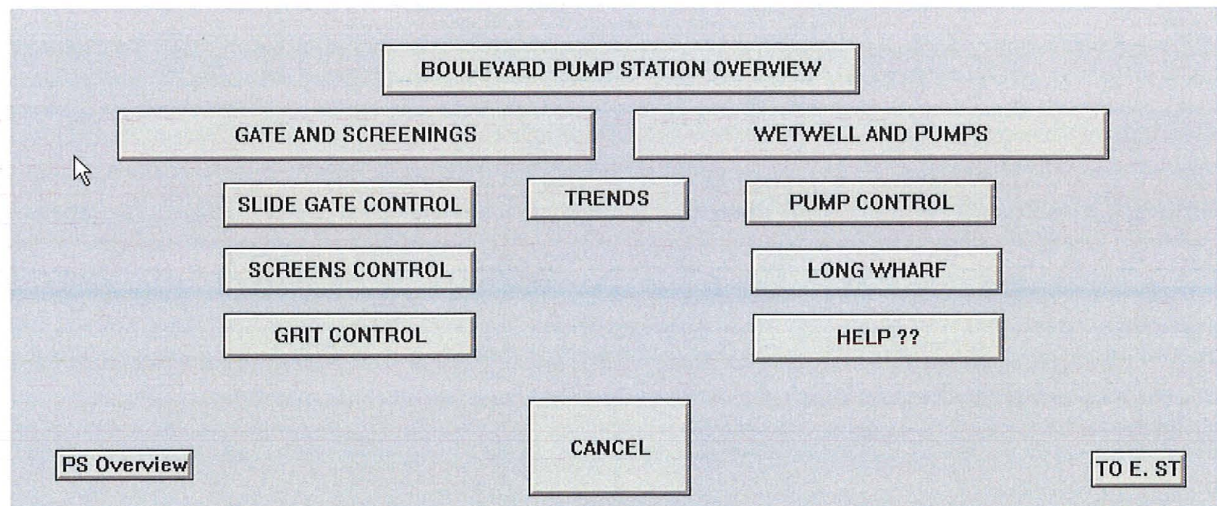 BOULEVARD PUMP STATION OVERVIEW
GATE AND SCREENINGS
WETWELL AND PUMPS
SLIDE GATE CONTROL
TRENDS
PUMP CONTROL
SCREENS CONTROL
LONG WHARF
GRIT CONTROL
HELP ??
CANCEL
PS Overview
TO E. ST